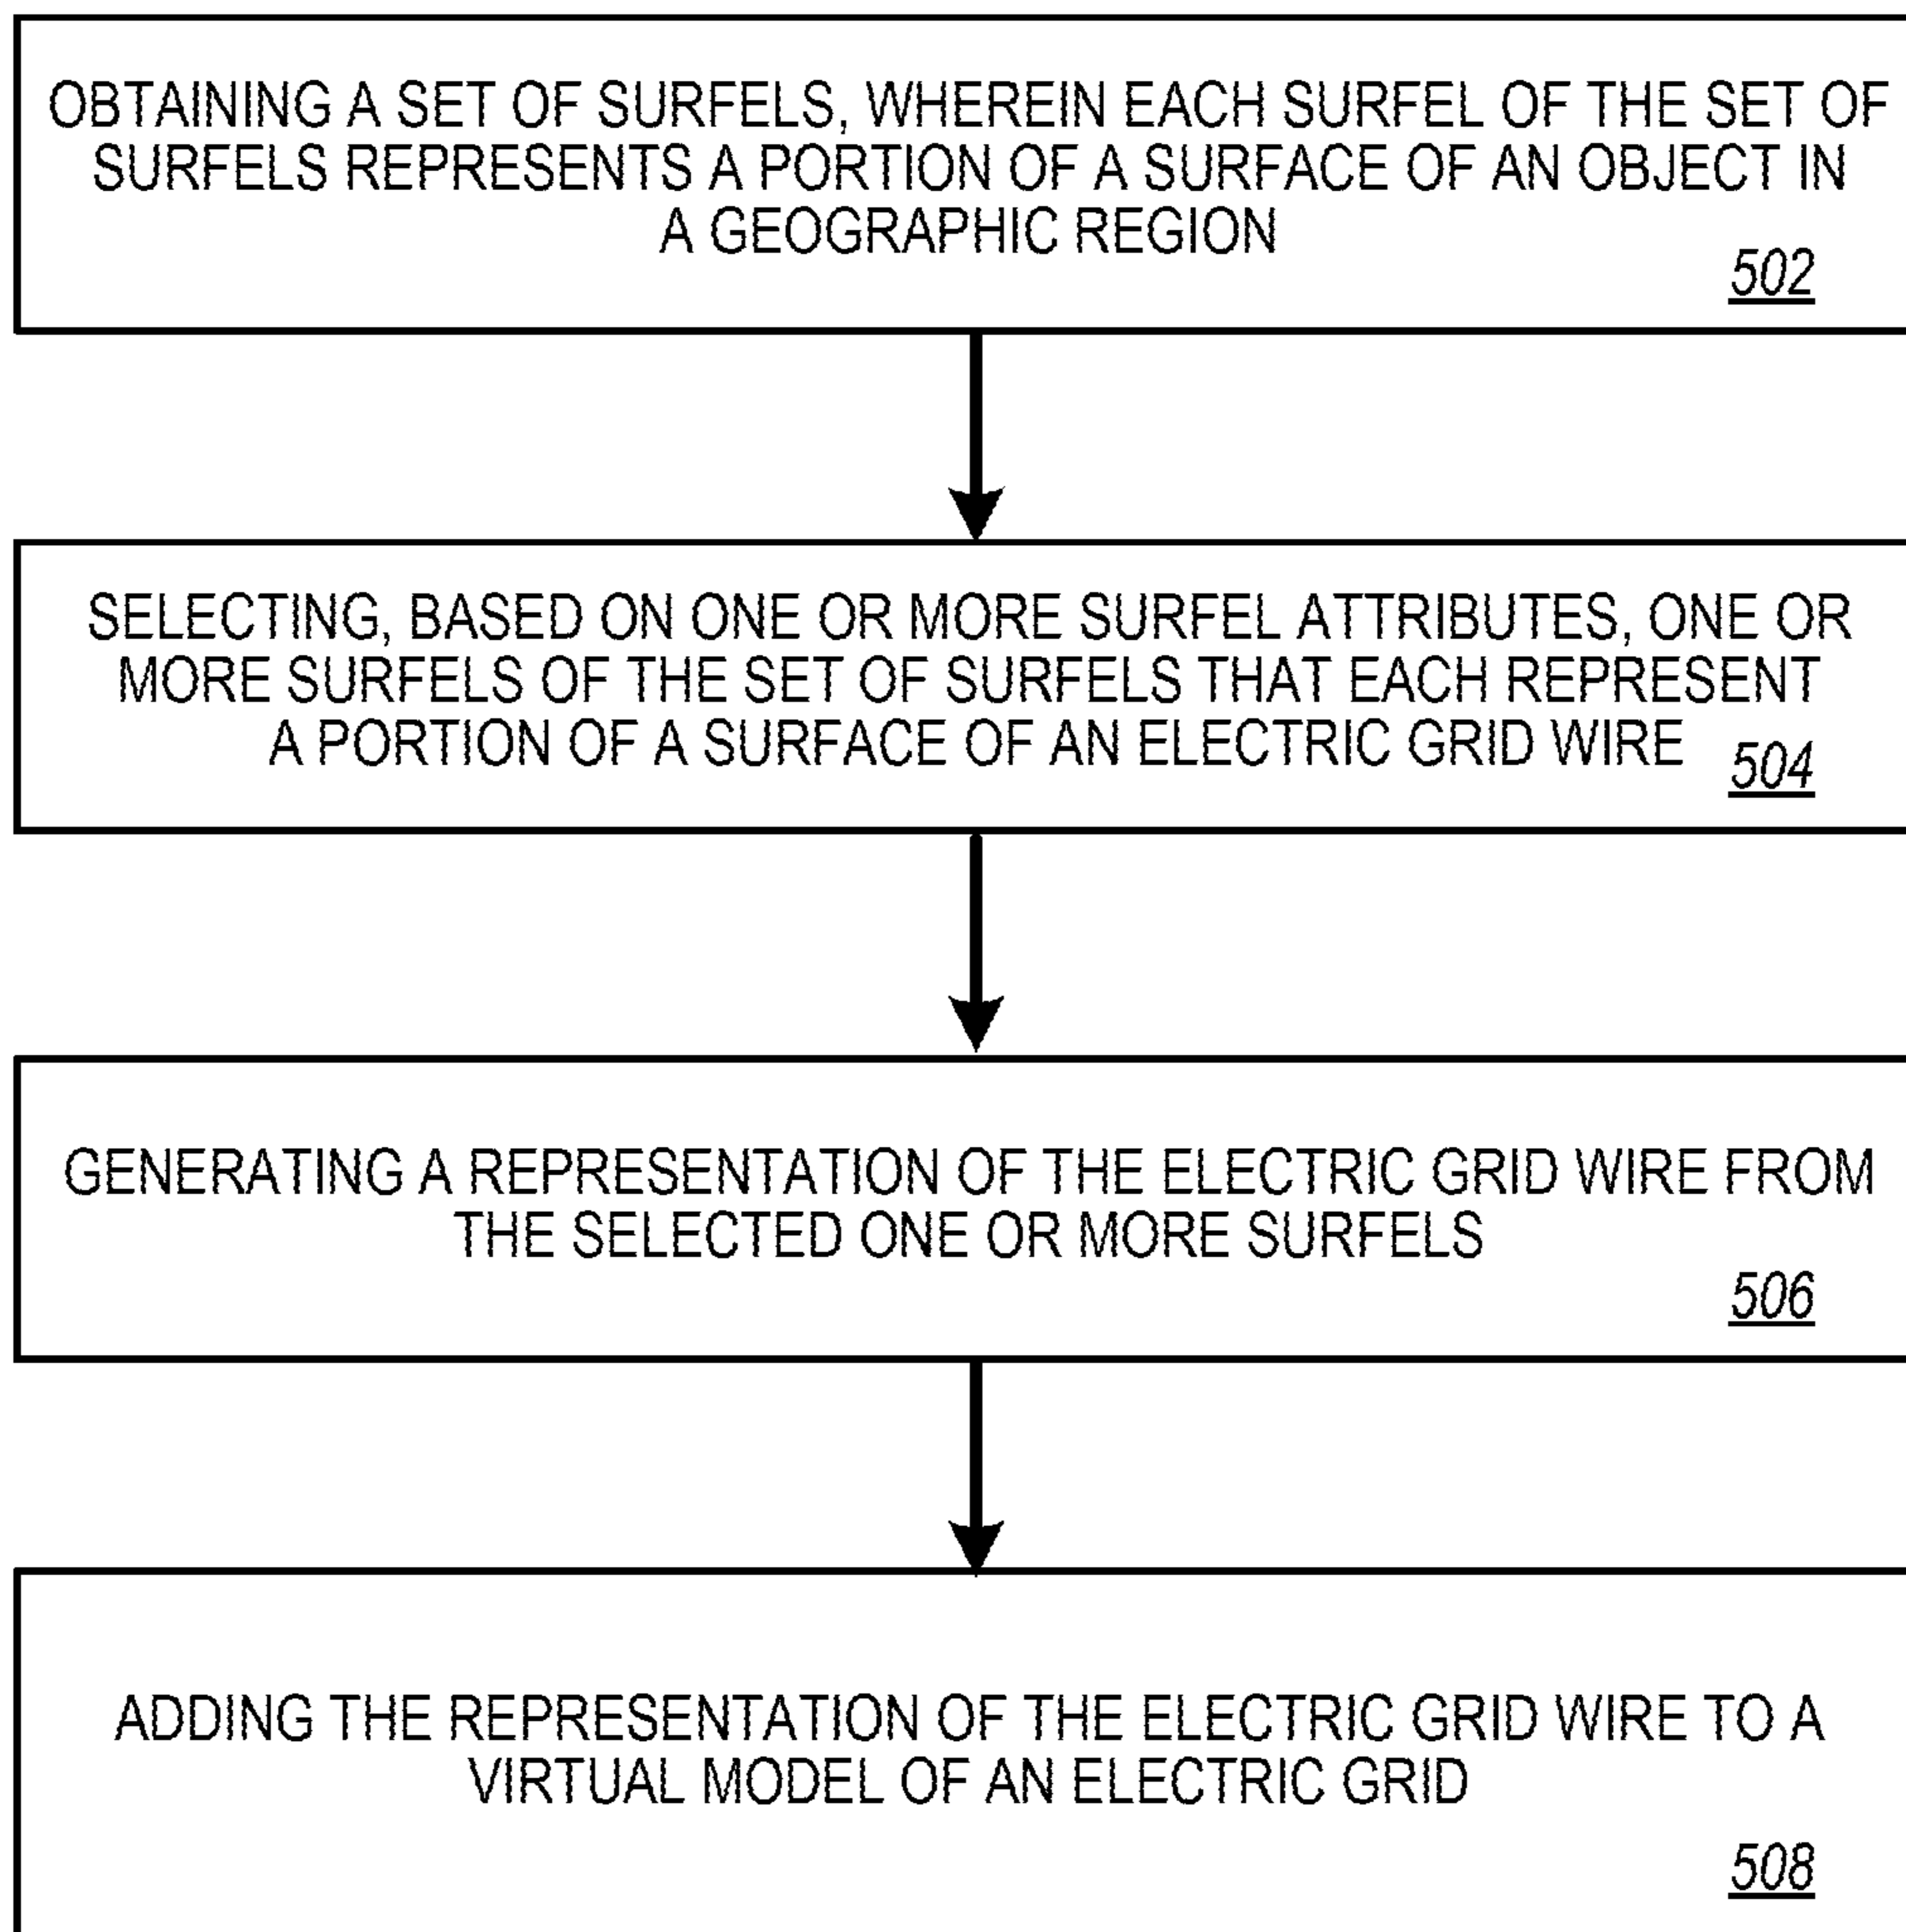 OBTAINING A SET OF SURFELS, WHEREIN EACH SURFEL OF THE SET OF
SURFELS REPRESENTS A PORTION OF A SURFACE OF AN OBJECT IN
A GEOGRAPHIC REGION
502
SELECTING, BASED ON ONE OR MORE SURFEL ATTRIBUTES, ONE OR
MORE SURFELS OF THE SET OF SURFELS THAT EACH REPRESENT
A PORTION OF A SURFACE OF AN ELECTRIC GRID WIRE
504
GENERATING A REPRESENTATION OF THE ELECTRIC GRID WIRE FROM
THE SELECTED ONE OR MORE SURFELS
506
ADDING THE REPRESENTATION OF THE ELECTRIC GRID WIRE TO A
VIRTUAL MODEL OF AN ELECTRIC GRID
508